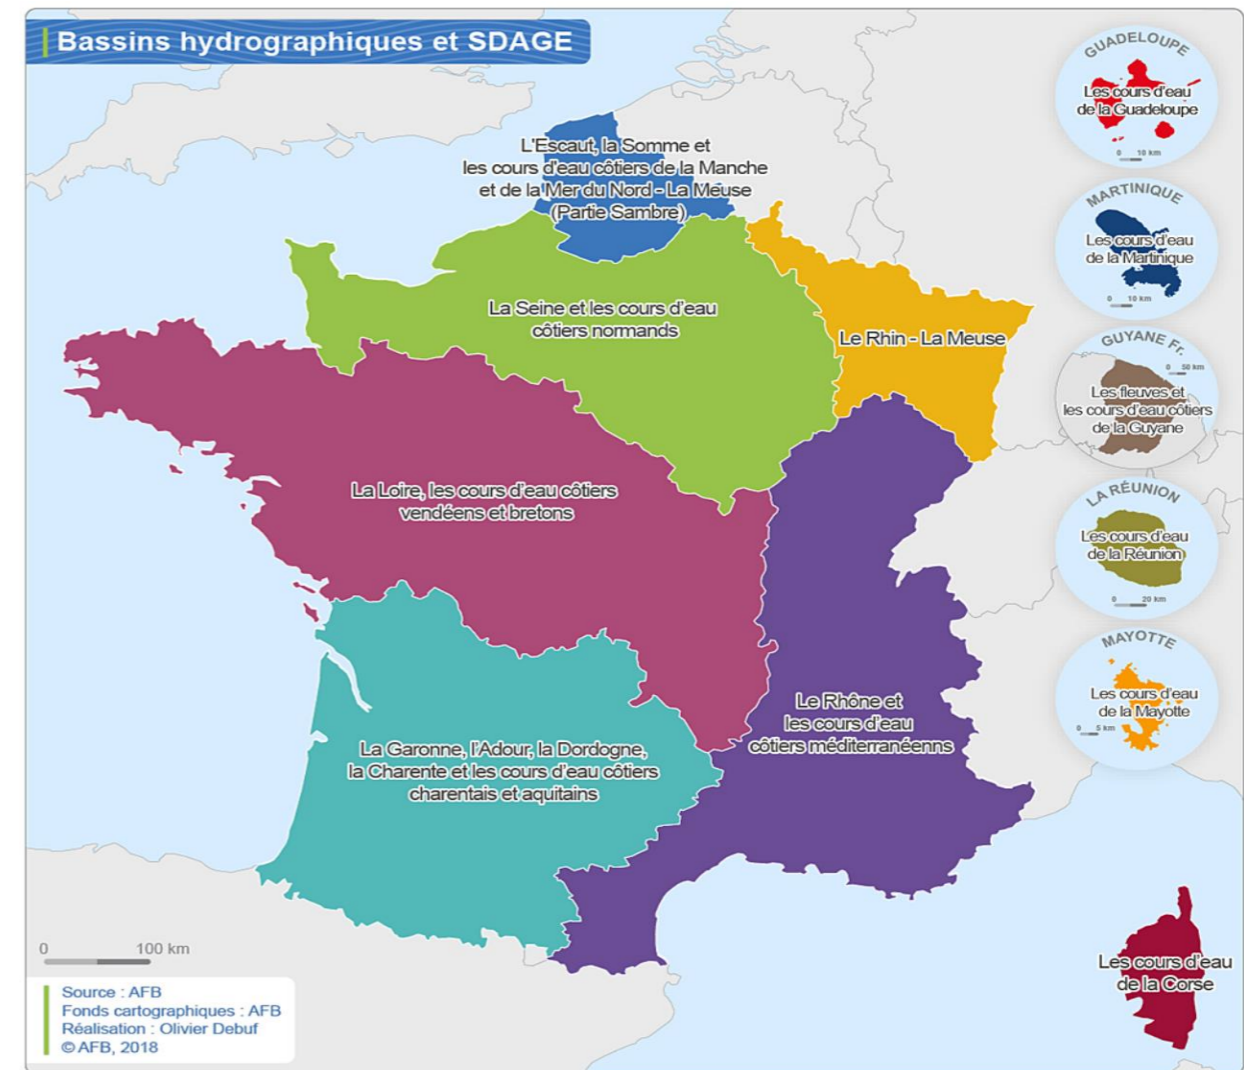 Bassins hydrographiques et SDAGE
L'Escaut, la Somme et
les cours d'eau côtiers de la Manche
et de la Mer du Nord - La Meuse
(Partie Sambre)
La Seine et les cours d'eau
côtiers normands
Le Rhin - La Meuse
La Loire, les cours d'eau côtiers
vendéens et bretons
Le Rhône et
les cours d'eau
côtiers méditerranéenns
La Garonne, l'Adour, la Dordogne,
la Charente et les cours d'eau côtiers
charentais et aquitains
GUADELOUPE
Les cours d'eau
de la Guadeloupe
0 10 km
MARTINIQUE
Les cours d'eau
de la Martinique
0 10 km
GUYANE Fr.
0 50 km
Les fleuves et
les cours d'eau côtiers
de la Guyane
LA RÉUNION
Les cours d'eau
de la Réunion
0 20 km
MAYOTTE
Les cours d'eau
de la Mayotte
0 5 km
Les cours d'eau
de la Corse
0 100 km
Source : AFB
Fonds cartographiques : AFB
Réalisation : Olivier Debuf
© AFB, 2018